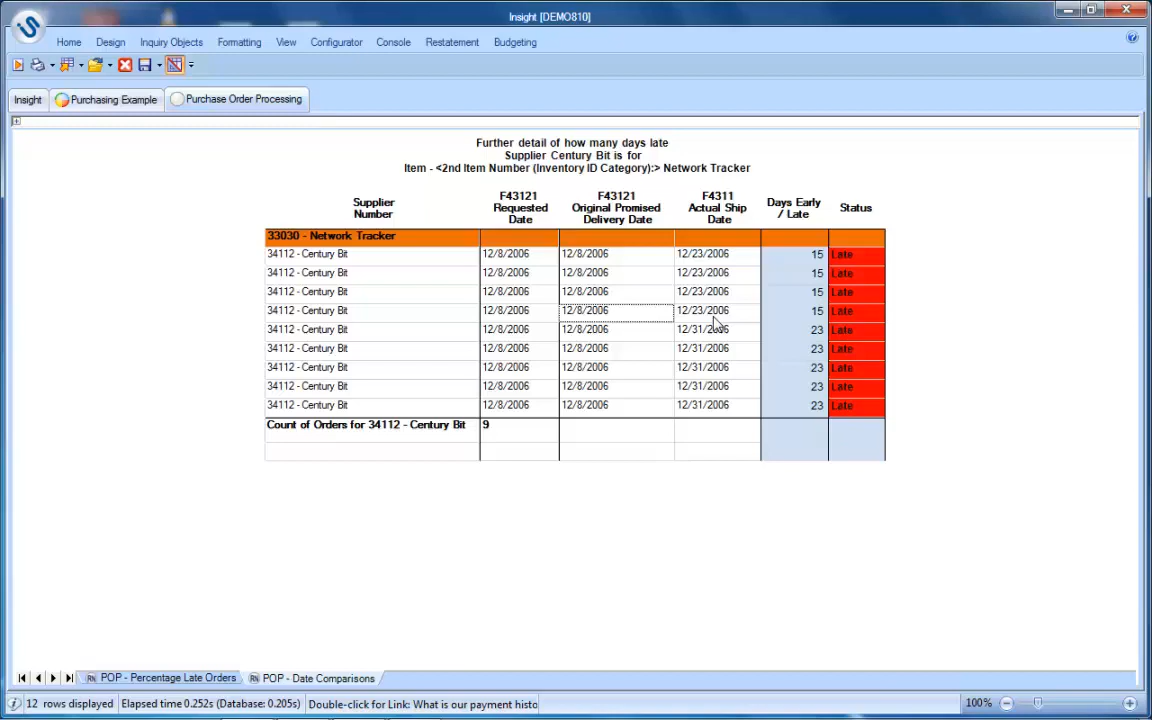 Insight [DEMO810]
Home Design Inquiry Objects Formatting View Configurator Console Restatement Budgeting
Insight Purchasing Example Purchase Order Processing
Further detail of how many days late
Supplier Century Bit is for
Item - <2nd Item Number (Inventory ID Category):> Network Tracker
Supplier Number F43121 Requested Date F43121 Original Promised Delivery Date F4311 Actual Ship Date Days Early / Late Status
33030 - Network Tracker
34112 - Century Bit 12/8/2006 12/8/2006 12/23/2006 15 Late
34112 - Century Bit 12/8/2006 12/8/2006 12/23/2006 15 Late
34112 - Century Bit 12/8/2006 12/8/2006 12/23/2006 15 Late
34112 - Century Bit 12/8/2006 12/8/2006 12/23/2006 15 Late
34112 - Century Bit 12/8/2006 12/8/2006 12/31/2006 23 Late
34112 - Century Bit 12/8/2006 12/8/2006 12/31/2006 23 Late
34112 - Century Bit 12/8/2006 12/8/2006 12/31/2006 23 Late
34112 - Century Bit 12/8/2006 12/8/2006 12/31/2006 23 Late
34112 - Century Bit 12/8/2006 12/8/2006 12/31/2006 23 Late
Count of Orders for 34112 - Century Bit 9
POP - Percentage Late Orders POP - Date Comparisons
12 rows displayed Elapsed time 0.252s (Database: 0.205s) Double-click for Link: What is our payment histo 100%